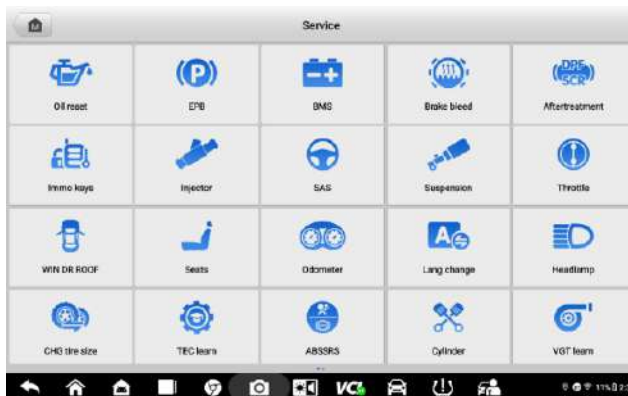 Service
Oil reset
EPB
BMS
Brake bleed
DPF
SCR
Aftertreatment
Immo keys
Injector
SAS
Suspension
Throttle
WIN DR ROOF
Seats
Odometer
A
Lang change
Headlamp
CHG tire size
TEC learn
ABSSRS
Cylinder
VGT learn
VCI
11%